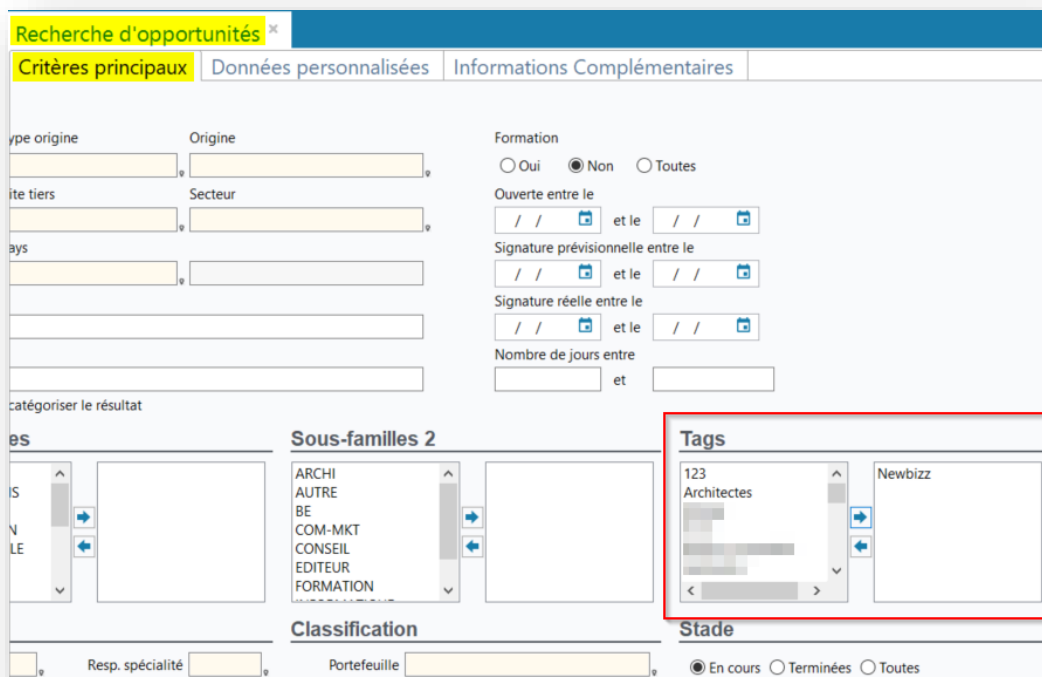 Recherche d'opportunités ×
Critères principaux Données personnalisées Informations Complémentaires
ype origine Origine Formation
Oui Non Toutes
ite tiers Secteur Ouverte entre le
/ / et le / /
ays Signature prévisionnelle entre le
/ / et le / /
Signature réelle entre le
/ / et le / /
Nombre de jours entre
et
catégoriser le résultat
es Sous-familles 2 Tags
ARCHI 123 Newbizz
IS AUTRE Architectes
BE
N COM-MKT
LE CONSEIL
EDITEUR
FORMATION
Classification Stade
Resp. spécialité Portefeuille En cours Terminées Toutes